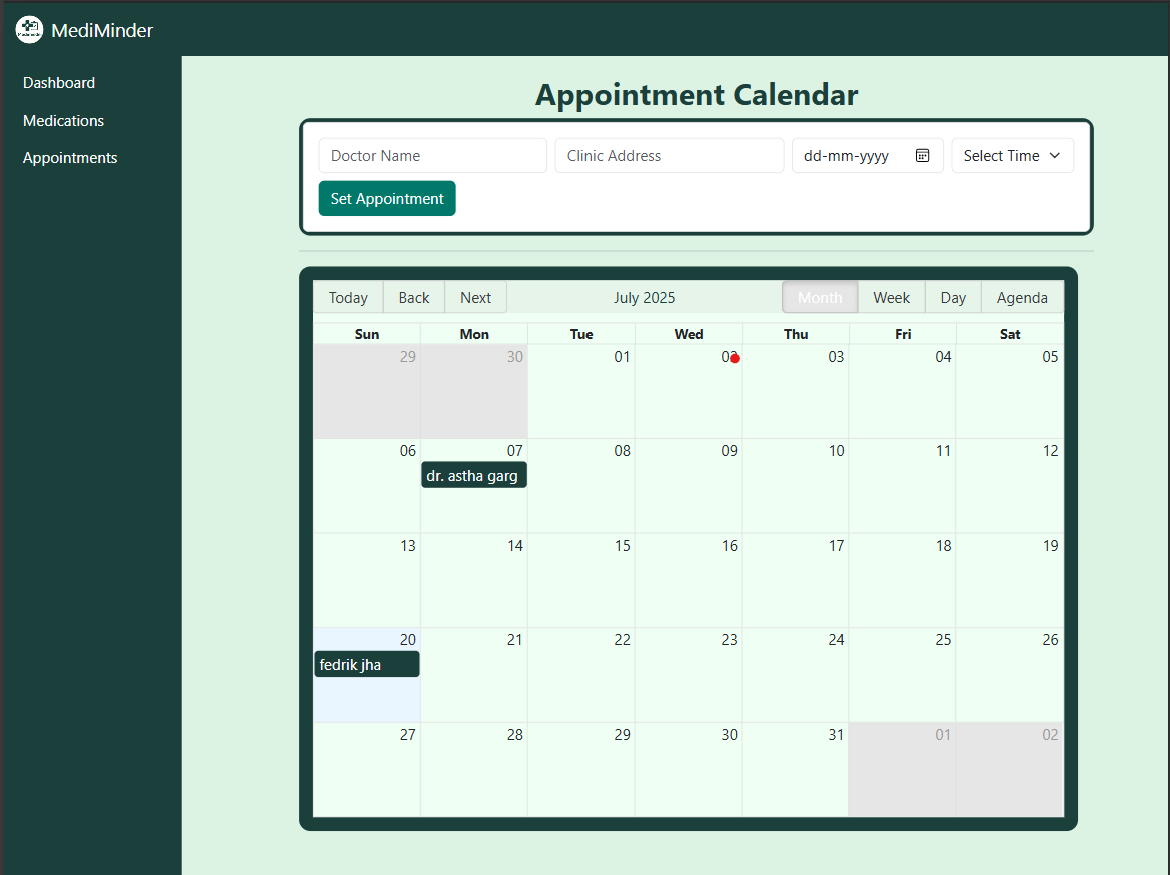 MediMinder
Dashboard
Medications
Appointments
Appointment Calendar
Doctor Name Clinic Address dd-mm-yyyy Select Time
Set Appointment
Today Back Next July 2025 Month Week Day Agenda
Sun Mon Tue Wed Thu Fri Sat
29 30 01 02 03 04 05
06 07 08 09 10 11 12
dr. astha garg
13 14 15 16 17 18 19
20 21 22 23 24 25 26
fedrik jha
27 28 29 30 31 01 02